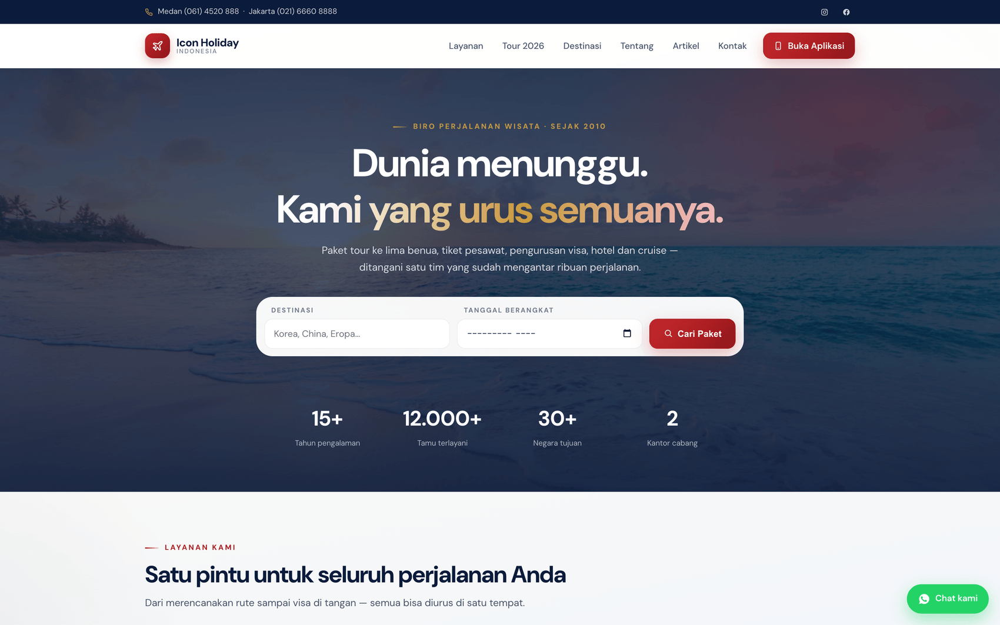 Medan (061) 4520 888 · Jakarta (021) 6660 8888
Icon Holiday
INDONESIA
Layanan
Tour 2026
Destinasi
Tentang
Artikel
Kontak
Buka Aplikasi
BIRO PERJALANAN WISATA · SEJAK 2010
Dunia menunggu.
Kami yang urus semuanya.
Paket tour ke lima benua, tiket pesawat, pengurusan visa, hotel dan cruise —
ditangani satu tim yang sudah mengantar ribuan perjalanan.
DESTINASI
TANGGAL BERANGKAT
Korea, China, Eropa...
--------- ----
Cari Paket
15+
12.000+
30+
2
Tahun pengalaman
Tamu terlayani
Negara tujuan
Kantor cabang
LAYANAN KAMI
Satu pintu untuk seluruh perjalanan Anda
Dari merencanakan rute sampai visa di tangan — semua bisa diurus di satu tempat.
Chat kami